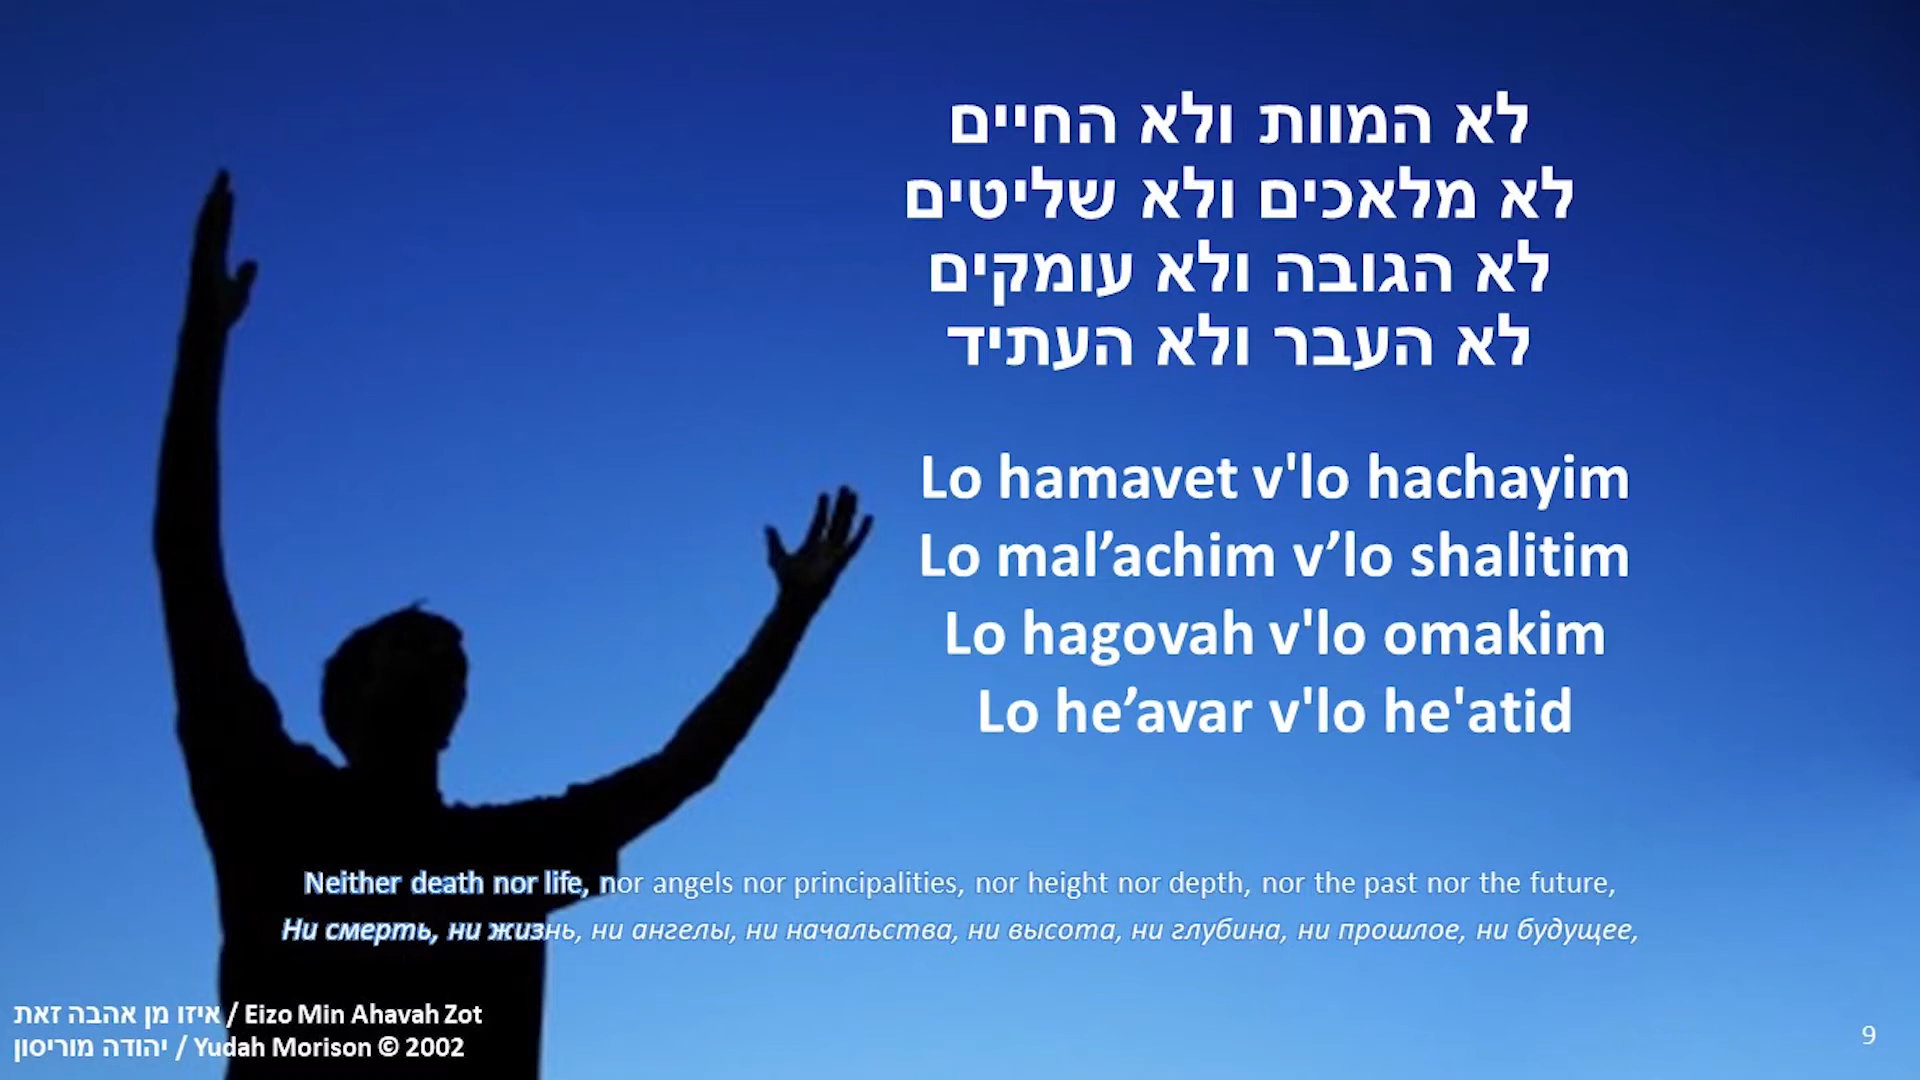 לא המוות ולא החיים
לא מלאכים ולא שליטים
לא הגובה ולא עומקים
לא העבר ולא העתיד
Lo hamavet v'lo hachayim
Lo mal’achim v’lo shalitim
Lo hagovah v'lo omakim
Lo he’avar v'lo he'atid
Neither death nor life, nor angels nor principalities, nor height nor depth, nor the past nor the future,
Ни смерть, ни жизнь, ни ангелы, ни начальства, ни высота, ни глубина, ни прошлое, ни будущее,
איזו מן אהבה זאת / Eizo Min Ahavah Zot
יהודה מוריסון / Yudah Morison © 2002
9